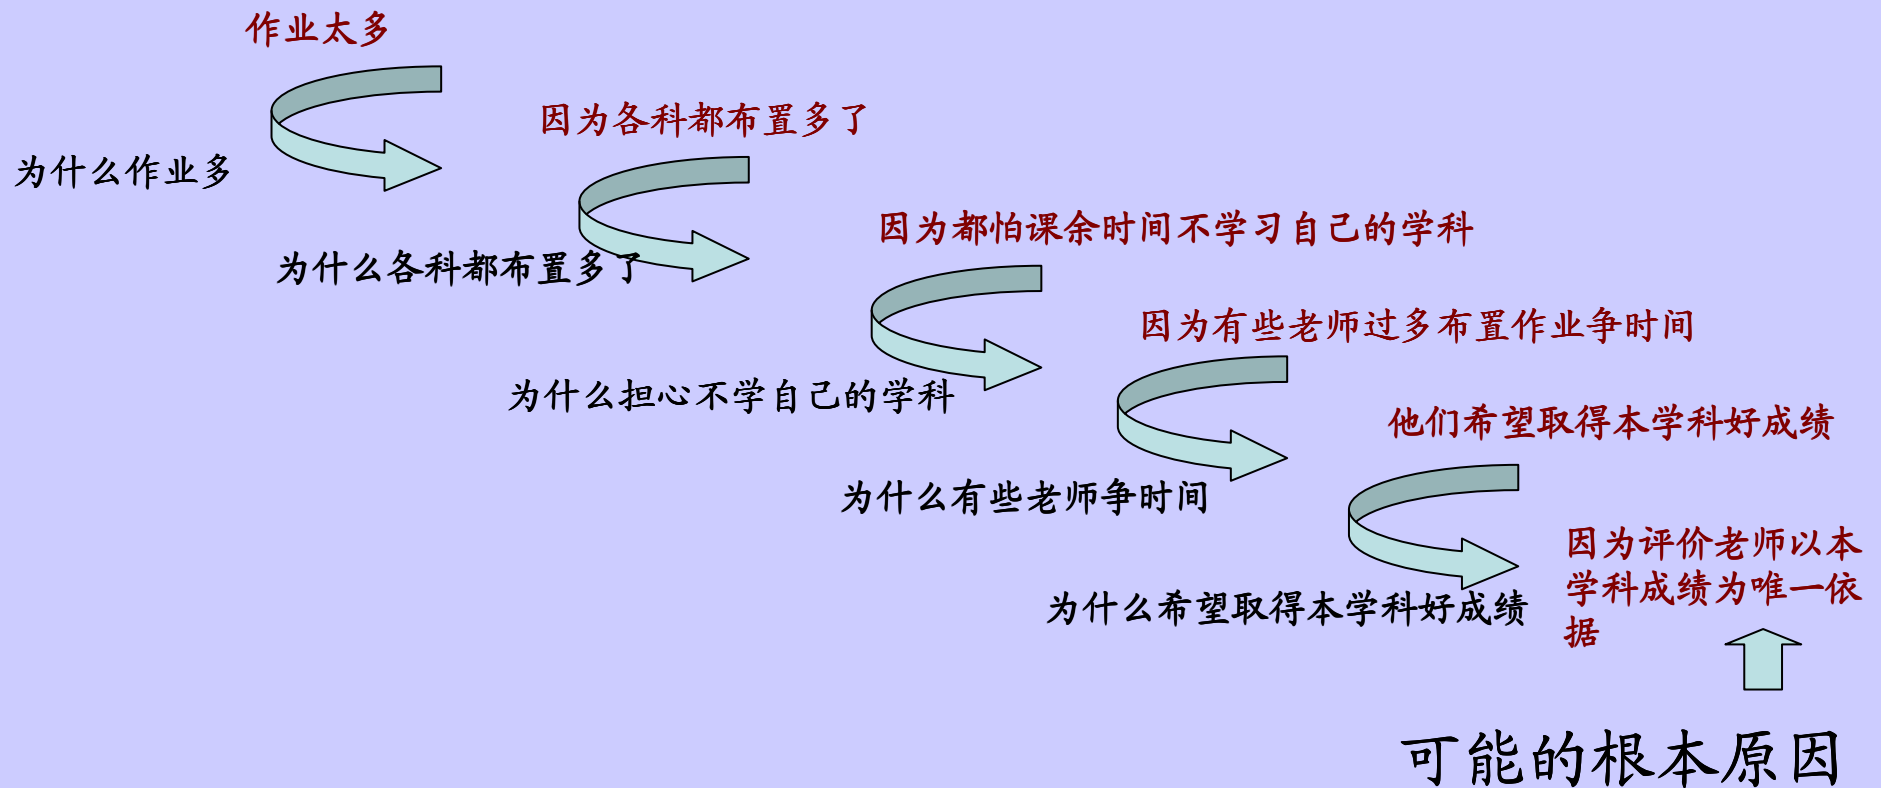 作业太多
因为各科都布置多了
为什么作业多
因为都怕课余时间不学习自己的学科
为什么各科都布置多了
因为有些老师过多布置作业争时间
为什么担心不学自己的学科
他们希望取得本学科好成绩
为什么有些老师争时间
因为评价老师以本
学科成绩为唯一依
据
为什么希望取得本学科好成绩
可能的根本原因